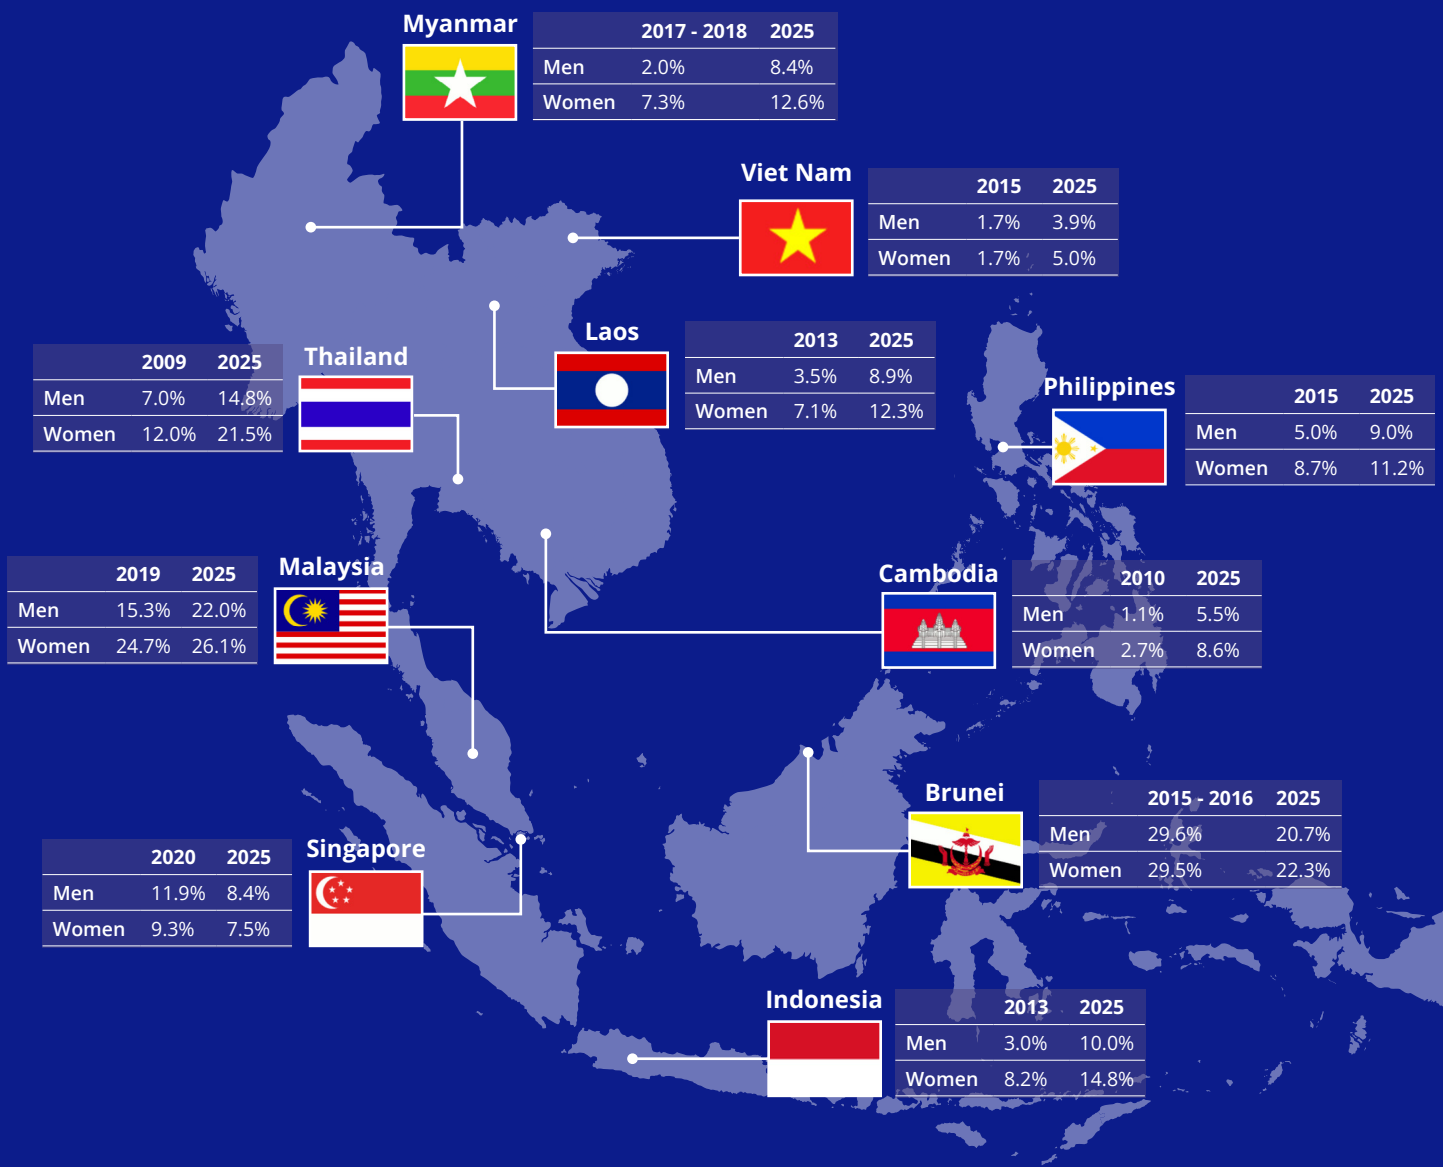 Myanmar
2017 - 2018 2025
Men 2.0% 8.4%
Women 7.3% 12.6%
Viet Nam
2015 2025
Men 1.7% 3.9%
Women 1.7% 5.0%
Laos
2013 2025
Men 3.5% 8.9%
Women 7.1% 12.3%
Thailand
2009 2025
Men 7.0% 14.8%
Women 12.0% 21.5%
Philippines
2015 2025
Men 5.0% 9.0%
Women 8.7% 11.2%
Malaysia
2019 2025
Men 15.3% 22.0%
Women 24.7% 26.1%
Cambodia
2010 2025
Men 1.1% 5.5%
Women 2.7% 8.6%
Brunei
2015 - 2016 2025
Men 29.6% 20.7%
Women 29.5% 22.3%
Singapore
2020 2025
Men 11.9% 8.4%
Women 9.3% 7.5%
Indonesia
2013 2025
Men 3.0% 10.0%
Women 8.2% 14.8%